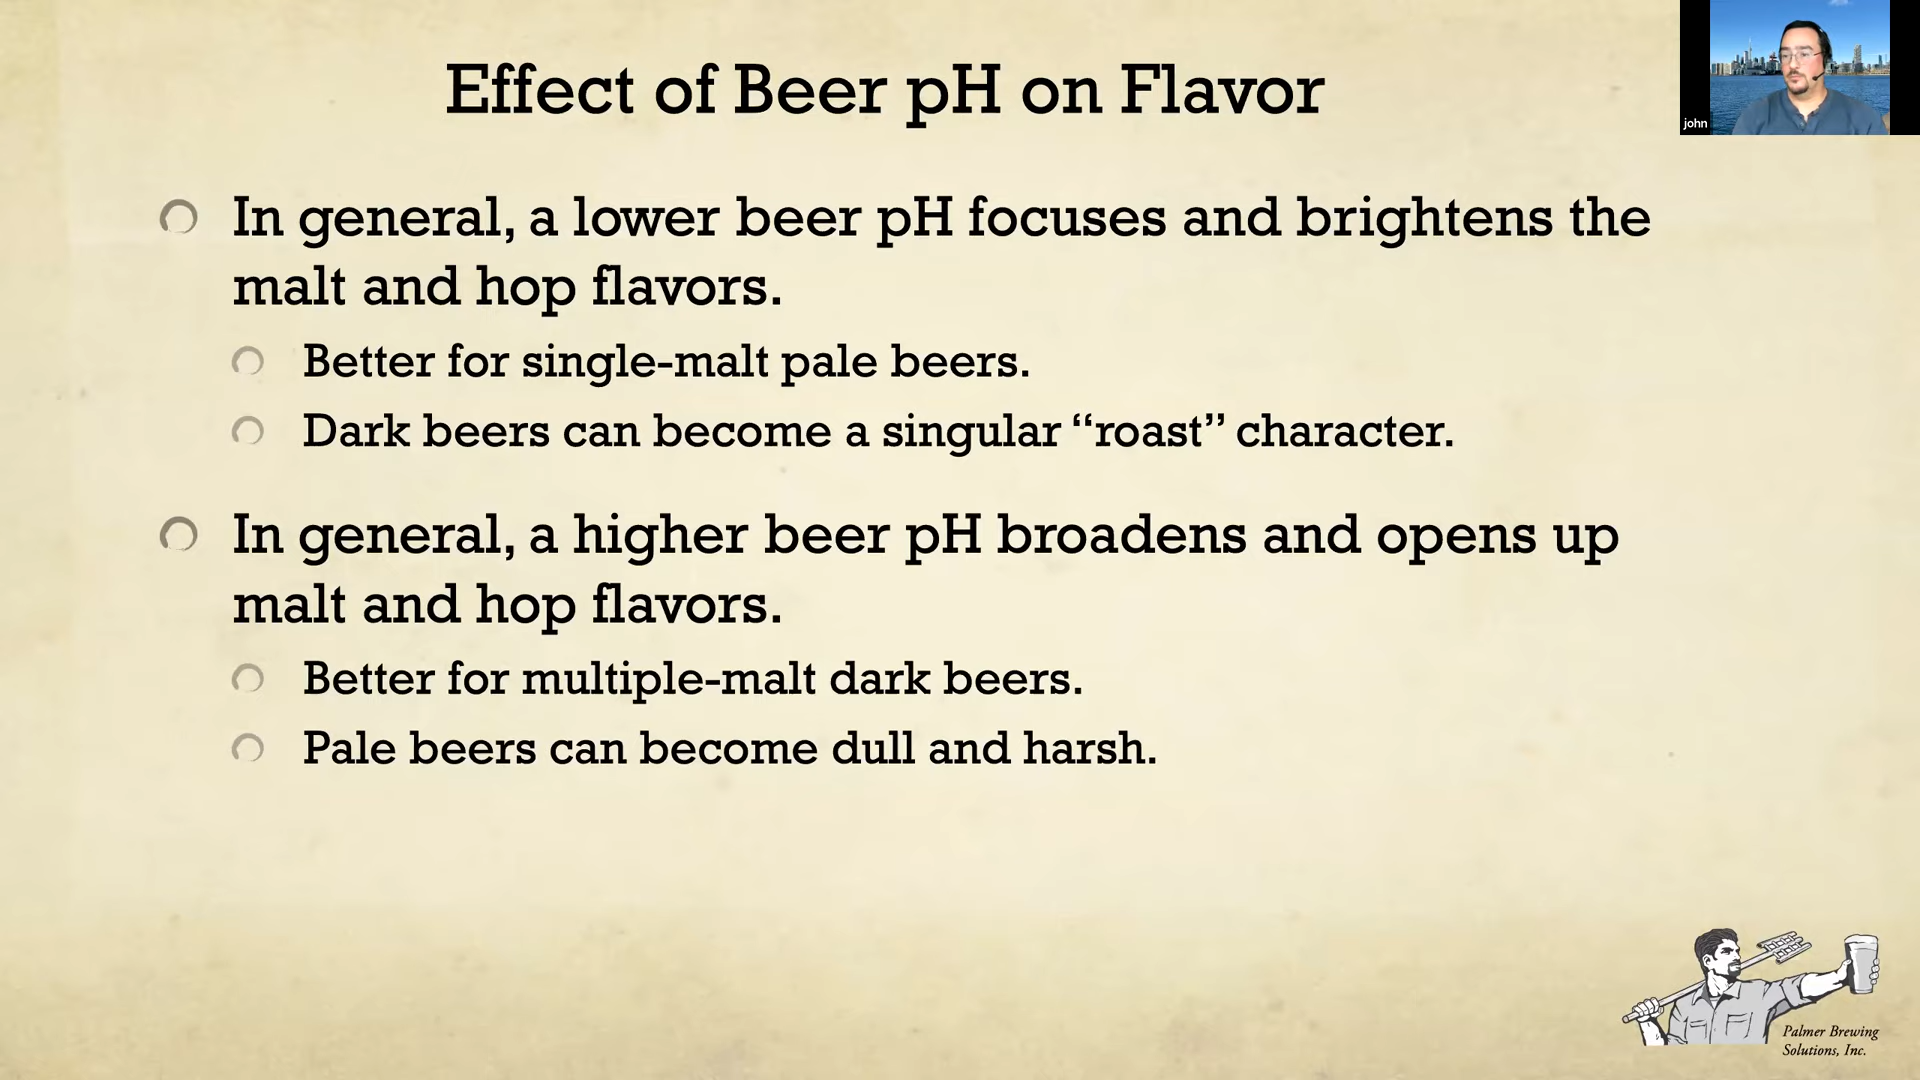 Effect of Beer pH on Flavor
john
In general, a lower beer pH focuses and brightens the
malt and hop flavors.
Better for single-malt pale beers.
Dark beers can become a singular “roast” character.
In general, a higher beer pH broadens and opens up
malt and hop flavors.
Better for multiple-malt dark beers.
Pale beers can become dull and harsh.
Palmer Brewing
Solutions, Inc.